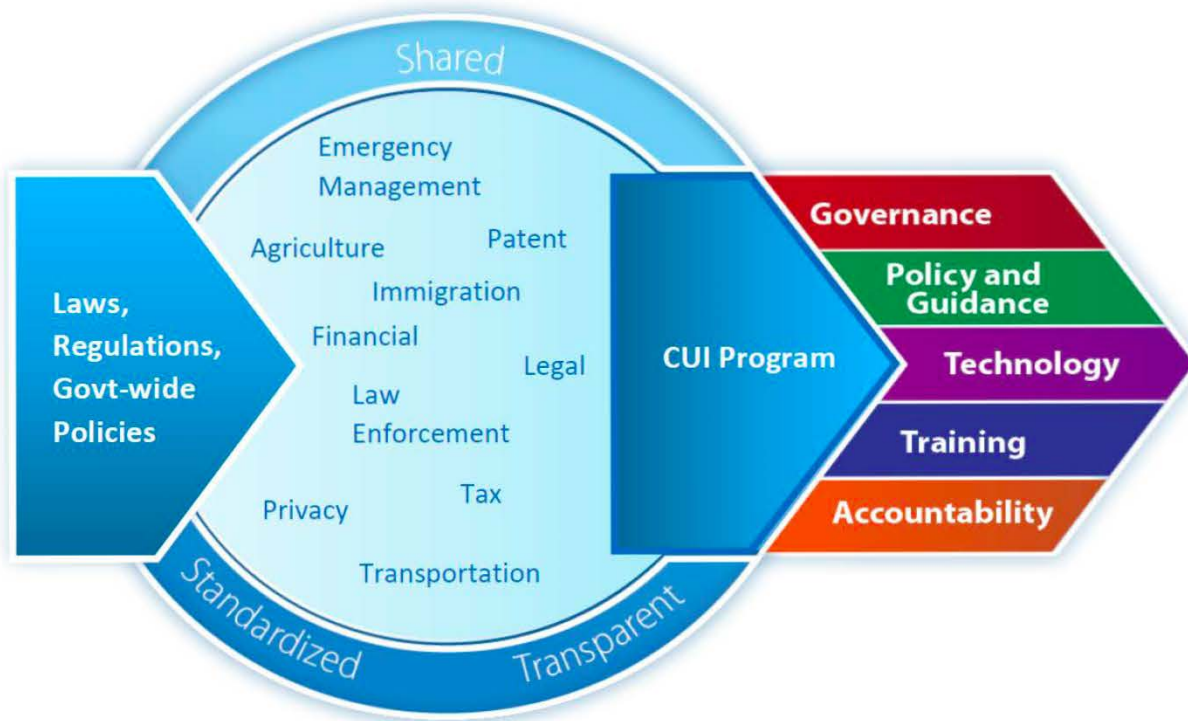 Shared
Emergency
Management
Agriculture
Patent
Immigration
Financial
Legal
Law
Enforcement
Tax
Privacy
Transportation
Standardized
Transparent
Laws,
Regulations,
Govt-wide
Policies
CUI Program
Governance
Policy and
Guidance
Technology
Training
Accountability